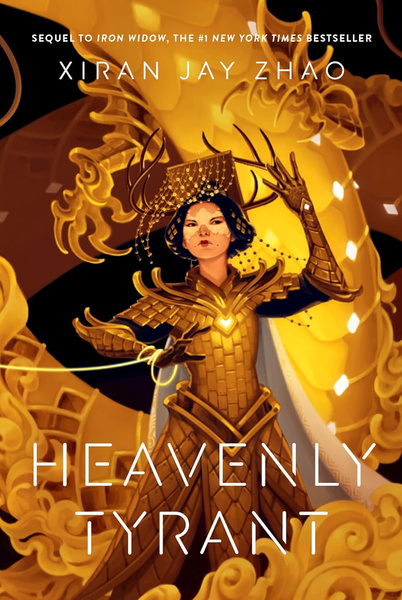 SEQUEL TO IRON WIDOW, THE #1 NEW YORK TIMES BESTSELLER
XIRAN JAY ZHAO
HEAVENLY
TYRANT